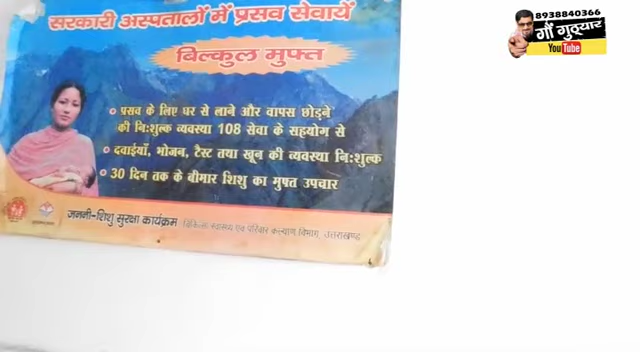 सरकारी अस्पतालों में प्रसव सेवायें
बिल्कुल मुफ्त
प्रसव के लिए घर से लाने और वापस छोड़ने
की निःशुल्क व्यवस्था 108 सेवा के सहयोग से
दवाईयाँ, भोजन, टैस्ट तथा खून की व्यवस्था निःशुल्क
30 दिन तक के बीमार शिशु का मुफ्त उपचार
जननी-शिशु सुरक्षा कार्यक्रम
चिकित्सा स्वास्थ्य एवं परिवार कल्याण विभाग, उत्तराखण्ड
8938840366
गौं गुठ्यार
YouTube